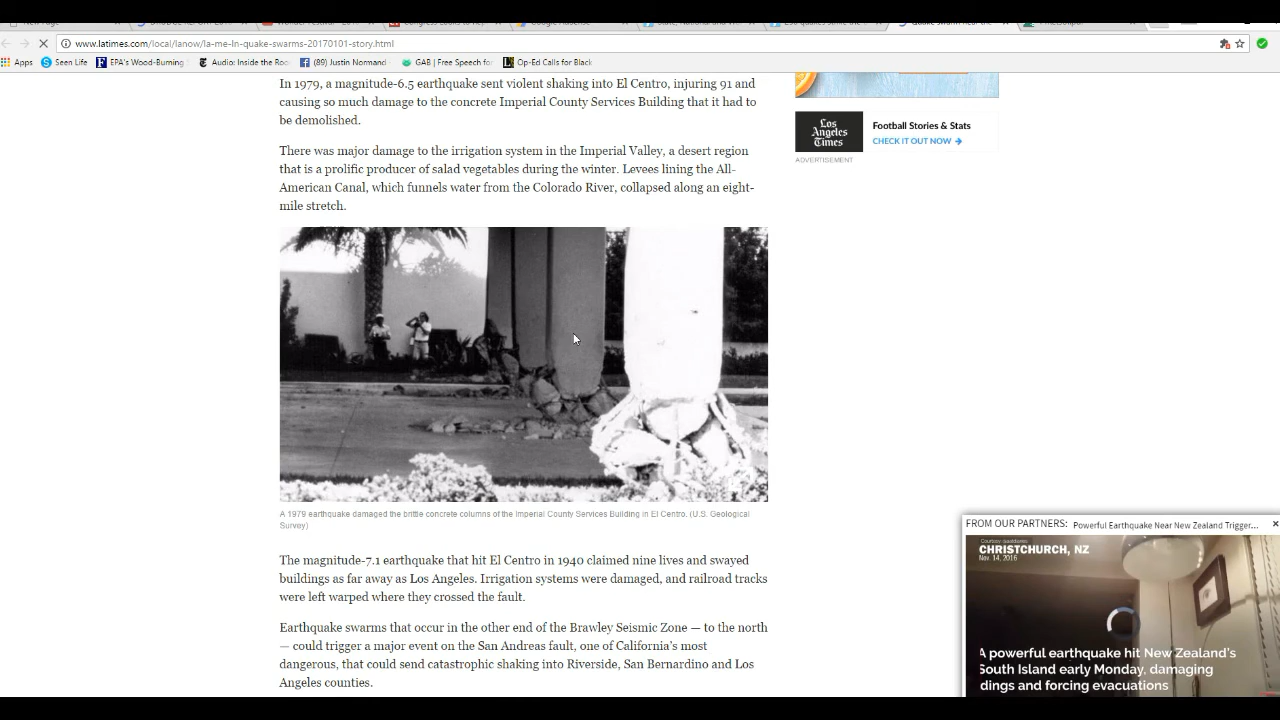 www.latimes.com/local/lanow/la-me-ln-quake-swarms-20170101-story.html
Apps
Seen Life
EPA's Wood-Burning
Audio: Inside the Roo
(89) Justin Normand
GAB | Free Speech for
Op-Ed Calls for Black
In 1979, a magnitude-6.5 earthquake sent violent shaking into El Centro, injuring 91 and
causing so much damage to the concrete Imperial County Services Building that it had to
be demolished.
There was major damage to the irrigation system in the Imperial Valley, a desert region
that is a prolific producer of salad vegetables during the winter. Levees lining the All-
American Canal, which funnels water from the Colorado River, collapsed along an eight-
mile stretch.
A 1979 earthquake damaged the brittle concrete columns of the Imperial County Services Building in El Centro. (U.S. Geological
Survey)
The magnitude-7.1 earthquake that hit El Centro in 1940 claimed nine lives and swayed
buildings as far away as Los Angeles. Irrigation systems were damaged, and railroad tracks
were left warped where they crossed the fault.
Earthquake swarms that occur in the other end of the Brawley Seismic Zone — to the north
— could trigger a major event on the San Andreas fault, one of California's most
dangerous, that could send catastrophic shaking into Riverside, San Bernardino and Los
Angeles counties.
Los
Angeles
Times
Football Stories & Stats
CHECK IT OUT NOW
ADVERTISEMENT
FROM OUR PARTNERS: Powerful Earthquake Near New Zealand Trigger...
CHRISTCHURCH, NZ
Nov. 14, 2016
A powerful earthquake hit New Zealand's
South Island early Monday, damaging
dings and forcing evacuations